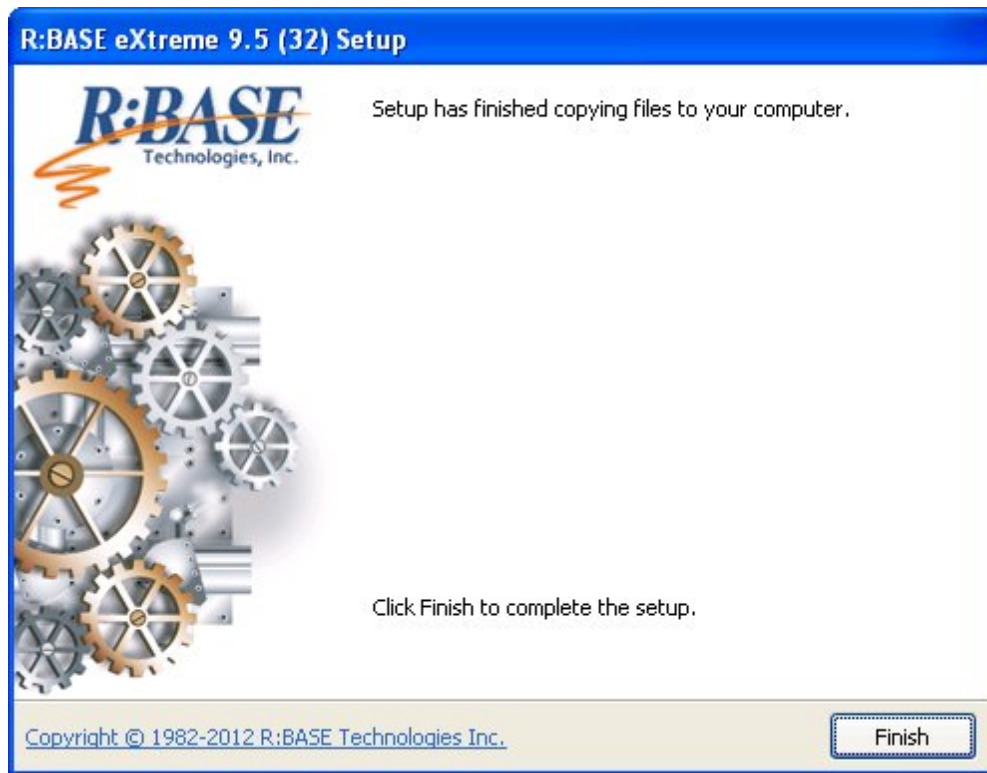 R:BASE eXtreme 9.5 (32) Setup
R:BASE
Technologies, Inc.
Setup has finished copying files to your computer.
Click Finish to complete the setup.
Copyright © 1982-2012 R:BASE Technologies Inc.
Finish